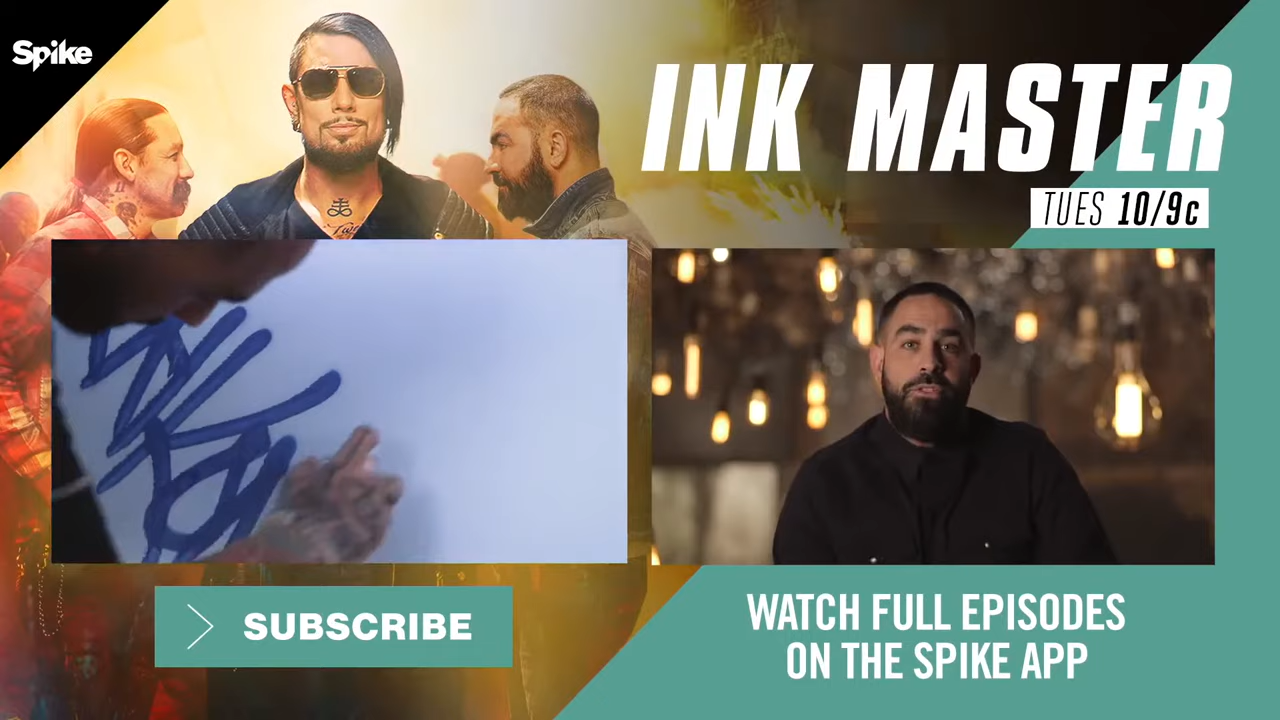 Spike
INK MASTER
TUES 10/9c
SUBSCRIBE
WATCH FULL EPISODES
ON THE SPIKE APP